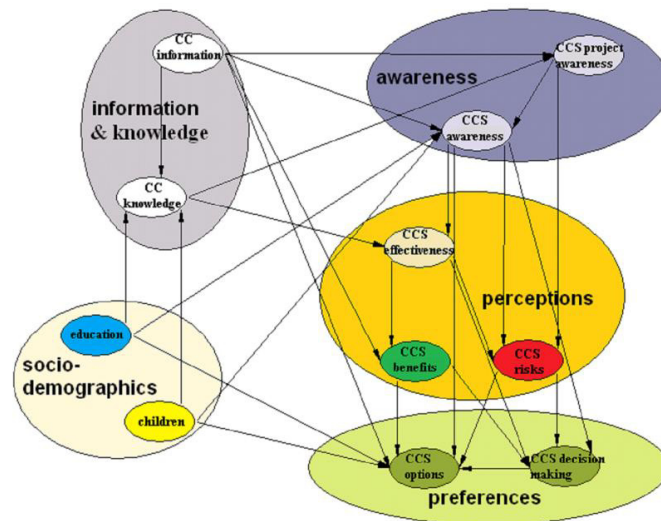 CC
information
information
& knowledge
CC
knowledge
education
socio-
demographics
children
CCS project
awareness
awareness
CCS
awareness
CCS
effectiveness
perceptions
CCS
benefits
CCS
risks
CCS
options
CCS decision
making
preferences